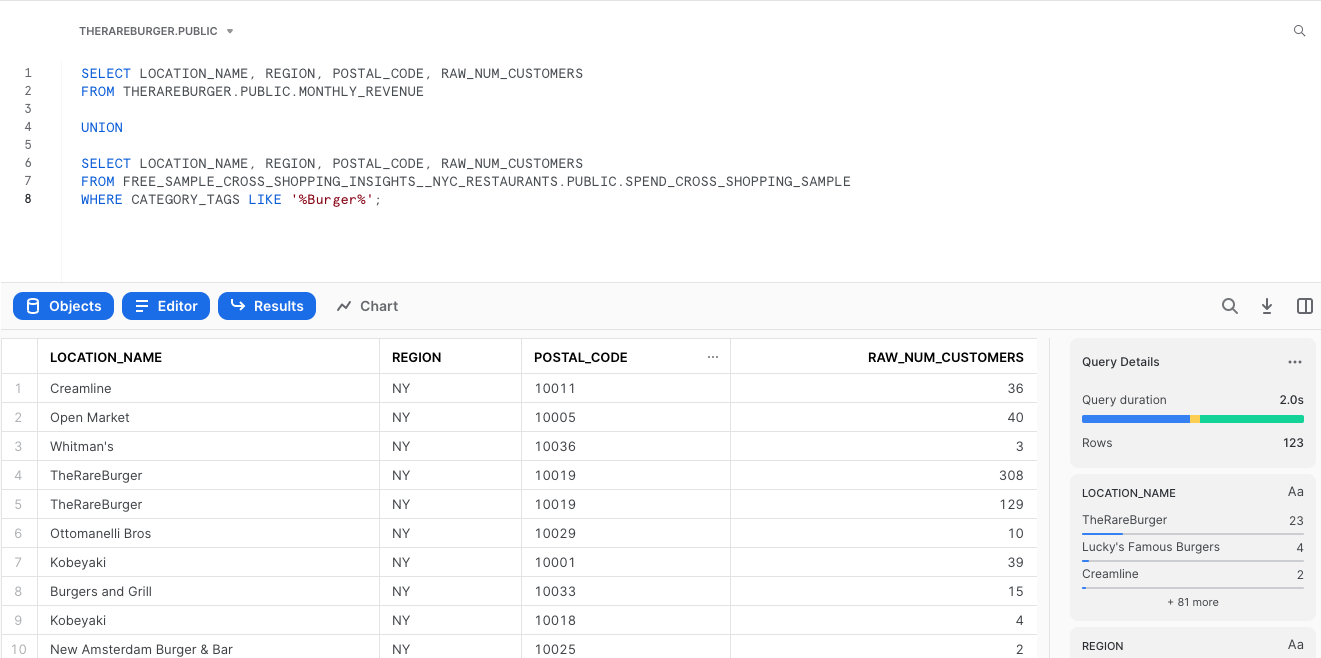 THERAREBURGER.PUBLIC
1 SELECT LOCATION_NAME, REGION, POSTAL_CODE, RAW_NUM_CUSTOMERS
2 FROM THERAREBURGER.PUBLIC.MONTHLY_REVENUE
3
4 UNION
5
6 SELECT LOCATION_NAME, REGION, POSTAL_CODE, RAW_NUM_CUSTOMERS
7 FROM FREE_SAMPLE_CROSS_SHOPPING_INSIGHTS__NYC_RESTAURANTS.PUBLIC.SPEND_CROSS_SHOPPING_SAMPLE
8 WHERE CATEGORY_TAGS LIKE '%Burger%';
Objects Editor Results Chart
LOCATION_NAME REGION POSTAL_CODE ... RAW_NUM_CUSTOMERS
1 Creamline NY 10011 36
2 Open Market NY 10005 40
3 Whitman's NY 10036 3
4 TheRareBurger NY 10019 308
5 TheRareBurger NY 10019 129
6 Ottomanelli Bros NY 10029 10
7 Kobeyaki NY 10001 39
8 Burgers and Grill NY 10033 15
9 Kobeyaki NY 10018 4
10 New Amsterdam Burger & Bar NY 10025 2
Query Details ...
Query duration 2.0s
Rows 123
LOCATION_NAME Aa
TheRareBurger 23
Lucky's Famous Burgers 4
Creamline 2
+ 81 more
REGION Aa